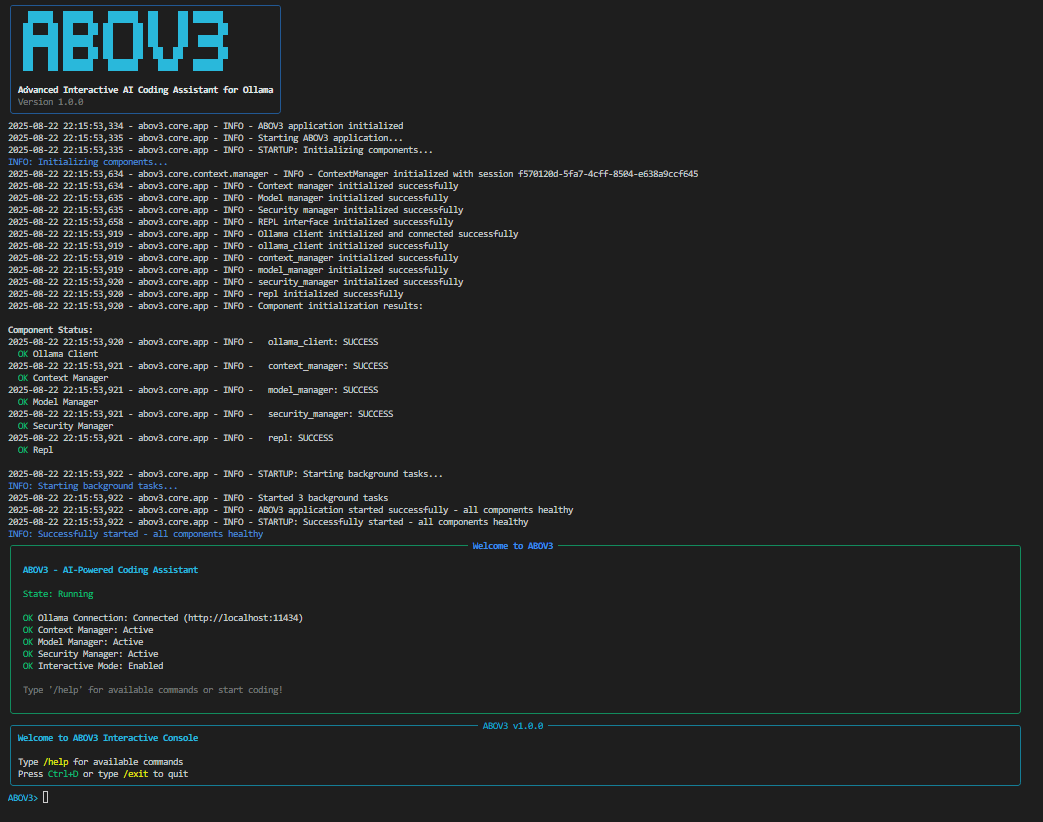 ABOV3
Advanced Interactive AI Coding Assistant for Ollama
Version 1.0.0
2025-08-22 22:15:53,334 - abov3.core.app - INFO - ABOV3 application initialized
2025-08-22 22:15:53,335 - abov3.core.app - INFO - Starting ABOV3 application...
2025-08-22 22:15:53,335 - abov3.core.app - INFO - STARTUP: Initializing components...
INFO: Initializing components...
2025-08-22 22:15:53,634 - abov3.core.context.manager - INFO - ContextManager initialized with session f570120d-5fa7-4cff-8504-e638a9ccf645
2025-08-22 22:15:53,634 - abov3.core.app - INFO - Context manager initialized successfully
2025-08-22 22:15:53,635 - abov3.core.app - INFO - Model manager initialized successfully
2025-08-22 22:15:53,635 - abov3.core.app - INFO - Security manager initialized successfully
2025-08-22 22:15:53,658 - abov3.core.app - INFO - REPL interface initialized successfully
2025-08-22 22:15:53,919 - abov3.core.app - INFO - Ollama client initialized and connected successfully
2025-08-22 22:15:53,919 - abov3.core.app - INFO - ollama_client initialized successfully
2025-08-22 22:15:53,919 - abov3.core.app - INFO - context_manager initialized successfully
2025-08-22 22:15:53,919 - abov3.core.app - INFO - model_manager initialized successfully
2025-08-22 22:15:53,920 - abov3.core.app - INFO - security_manager initialized successfully
2025-08-22 22:15:53,920 - abov3.core.app - INFO - repl initialized successfully
2025-08-22 22:15:53,920 - abov3.core.app - INFO - Component initialization results:
Component Status:
2025-08-22 22:15:53,920 - abov3.core.app - INFO -   ollama_client: SUCCESS
OK Ollama Client
2025-08-22 22:15:53,921 - abov3.core.app - INFO -   context_manager: SUCCESS
OK Context Manager
2025-08-22 22:15:53,921 - abov3.core.app - INFO -   model_manager: SUCCESS
OK Model Manager
2025-08-22 22:15:53,921 - abov3.core.app - INFO -   security_manager: SUCCESS
OK Security Manager
2025-08-22 22:15:53,921 - abov3.core.app - INFO -   repl: SUCCESS
OK Repl
2025-08-22 22:15:53,922 - abov3.core.app - INFO - STARTUP: Starting background tasks...
INFO: Starting background tasks...
2025-08-22 22:15:53,922 - abov3.core.app - INFO - Started 3 background tasks
2025-08-22 22:15:53,922 - abov3.core.app - INFO - ABOV3 application started successfully - all components healthy
2025-08-22 22:15:53,922 - abov3.core.app - INFO - STARTUP: Successfully started - all components healthy
INFO: Successfully started - all components healthy
Welcome to ABOV3
ABOV3 - AI-Powered Coding Assistant
State: Running
OK Ollama Connection: Connected (http://localhost:11434)
OK Context Manager: Active
OK Model Manager: Active
OK Security Manager: Active
OK Interactive Mode: Enabled
Type '/help' for available commands or start coding!
ABOV3 v1.0.0
Welcome to ABOV3 Interactive Console
Type /help for available commands
Press Ctrl+D or type /exit to quit
ABOV3>